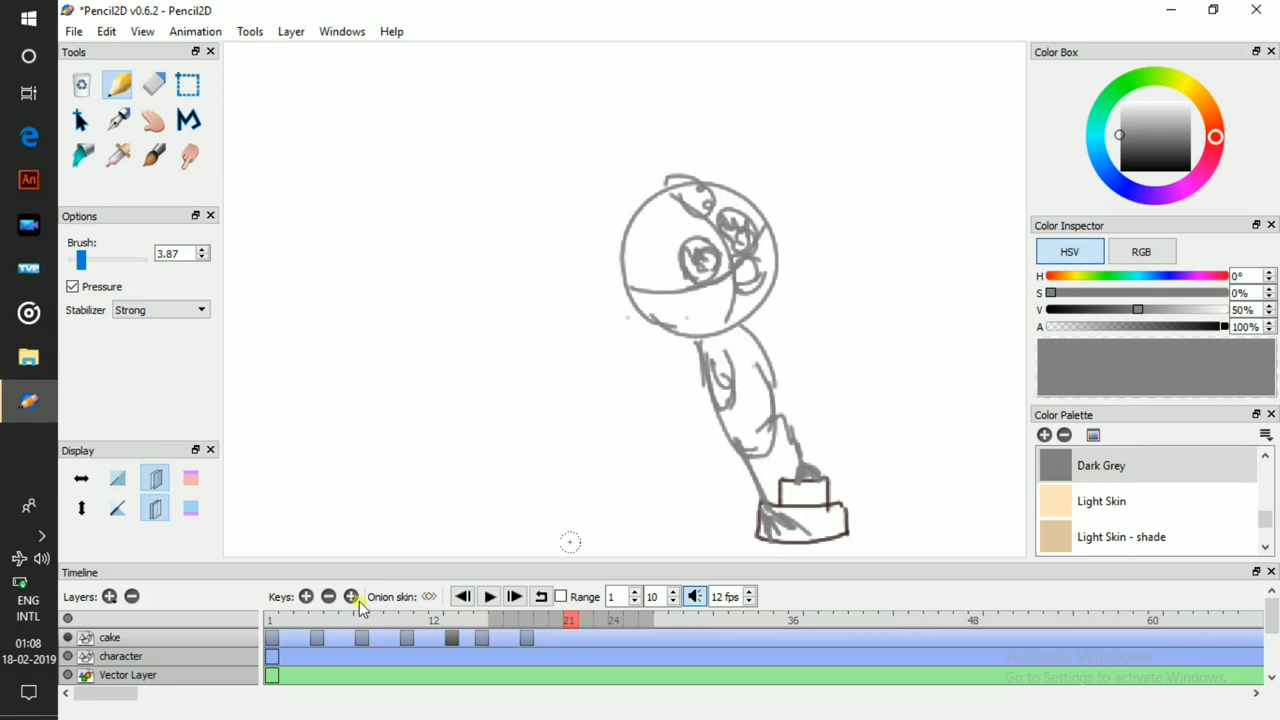 *Pencil2D v0.6.2 - Pencil2D
File Edit View Animation Tools Layer Windows Help
Tools
Color Box
An
Options
Color Inspector
Brush:
3.87
HSV RGB
H 0°
S 0%
V 50%
A 100%
TVP
Pressure
Stabilizer Strong
Color Palette
Dark Grey
Light Skin
Light Skin - shade
Display
Timeline
Layers: Keys: Onion skin: Range 1 10 12 fps
1 12 21 24 36 48 60
cake
character
Vector Layer
Activate Windows
Go to Settings to activate Windows.
ENG
INTL
01:08
18-02-2019